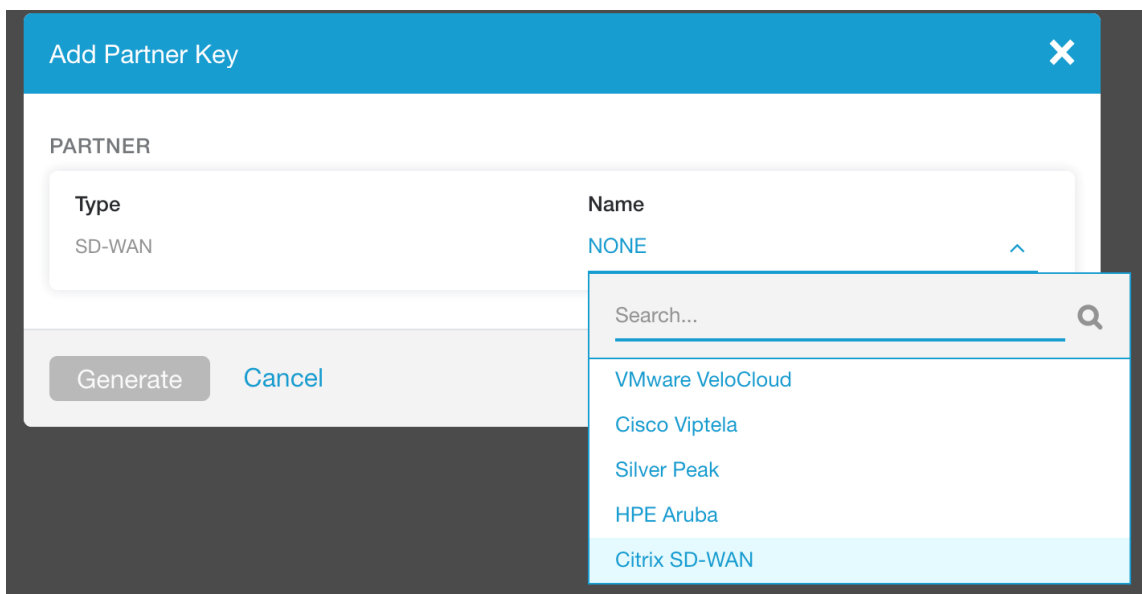 Add Partner Key
PARTNER
Type Name
SD-WAN NONE
Search...
Generate Cancel
VMware VeloCloud
Cisco Viptela
Silver Peak
HPE Aruba
Citrix SD-WAN